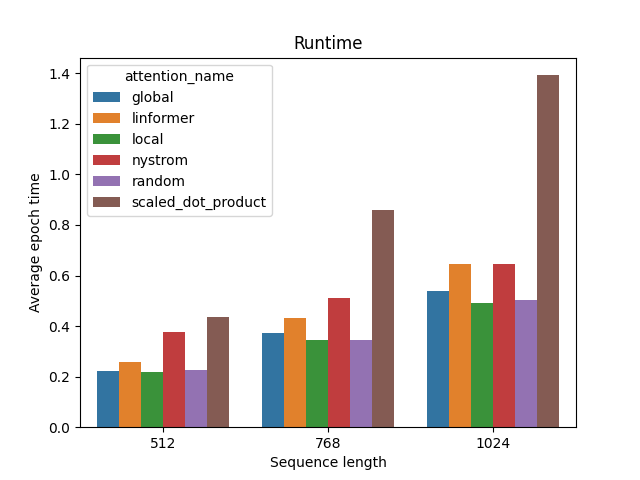 Runtime
attention_name
global
linformer
local
nystrom
random
scaled_dot_product
Average epoch time
1.4
1.2
1.0
0.8
0.6
0.4
0.2
0.0
512
768
1024
Sequence length